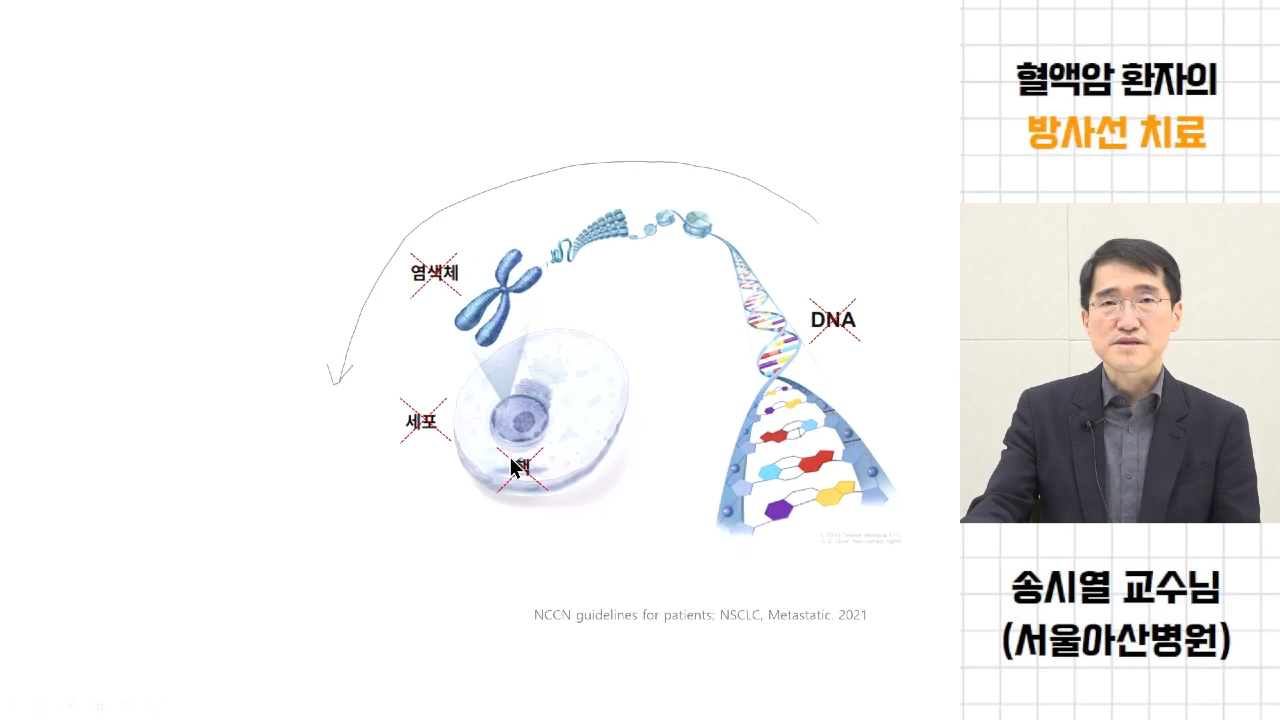 혈액암 환자의
방사선 치료
염색체
DNA
세포
핵
NCCN guidelines for patients; NSCLC, Metastatic. 2021
송시열 교수님
(서울아산병원)